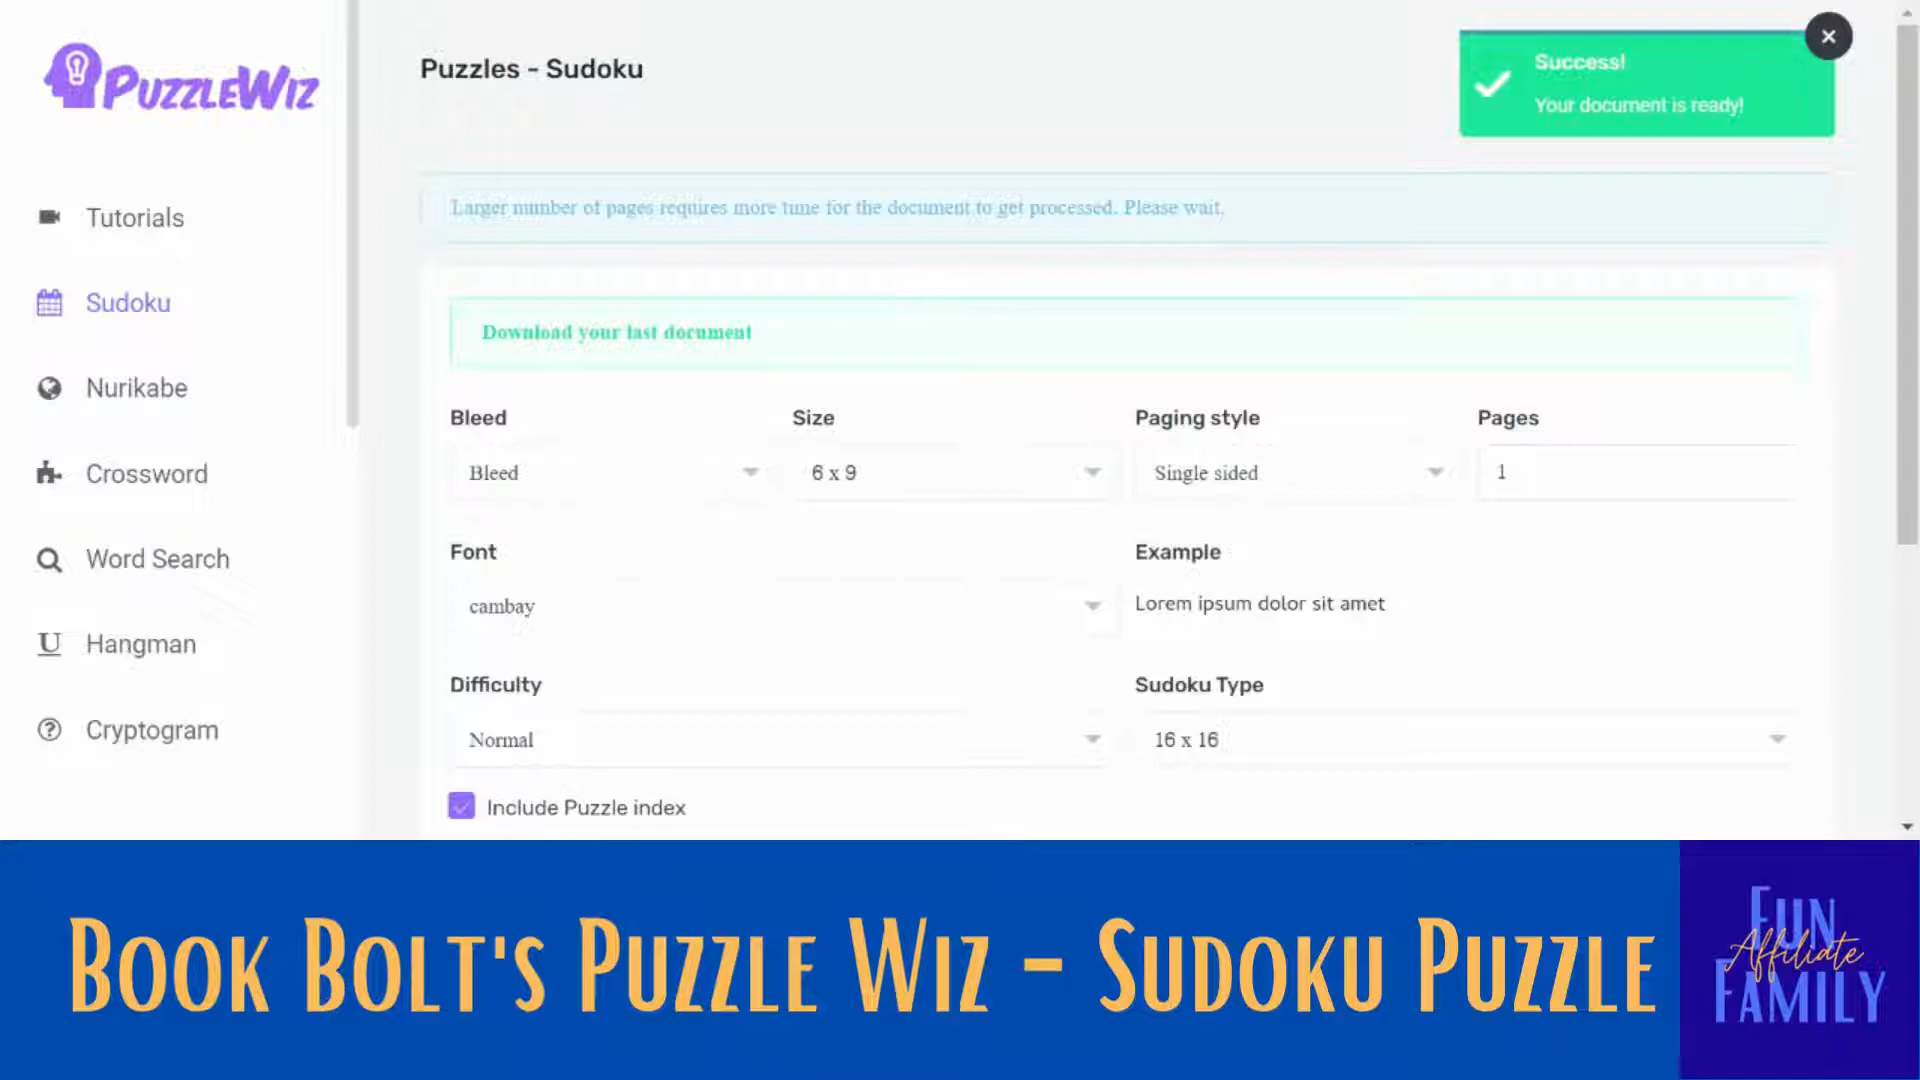 PUZZLEWIZ
Puzzles - Sudoku
Success!
Your document is ready!
Larger number of pages requires more time for the document to get processed. Please wait.
Tutorials
Sudoku
Nurikabe
Crossword
Word Search
Hangman
Cryptogram
Download your last document
Bleed Size Paging style Pages
Bleed 6 x 9 Single sided 1
Font Example
cambay Lorem ipsum dolor sit amet
Difficulty Sudoku Type
Normal 16 x 16
Include Puzzle index
BOOK BOLT'S PUZZLE WIZ - SUDOKU PUZZLE
FUN
Affiliate
FAMILY